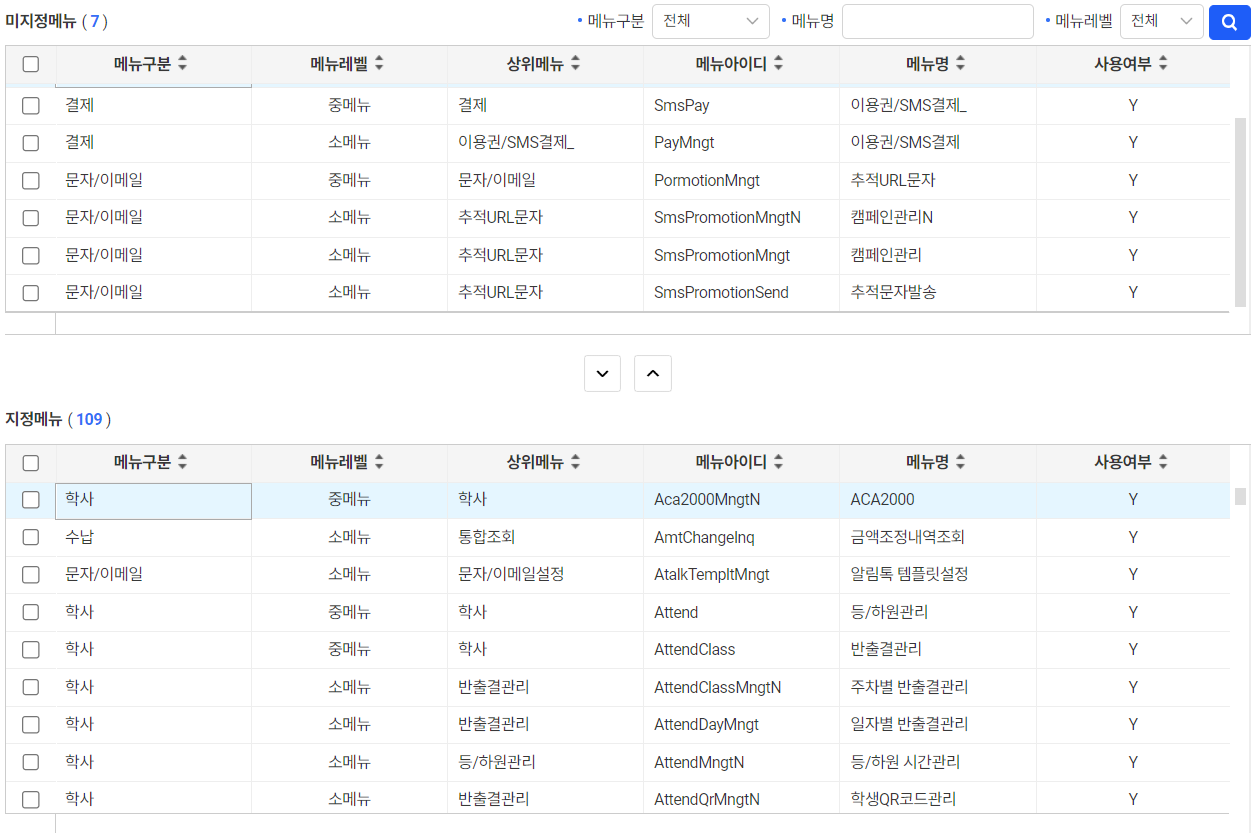 미지정메뉴 ( 7 ) • 메뉴구분 전체 • 메뉴명 • 메뉴레벨 전체
메뉴구분 메뉴레벨 상위메뉴 메뉴아이디 메뉴명 사용여부
결제 중메뉴 결제 SmsPay 이용권/SMS결제_ Y
결제 소메뉴 이용권/SMS결제_ PayMngt 이용권/SMS결제 Y
문자/이메일 중메뉴 문자/이메일 PormotionMngt 추적URL문자 Y
문자/이메일 소메뉴 추적URL문자 SmsPromotionMngtN 캠페인관리N Y
문자/이메일 소메뉴 추적URL문자 SmsPromotionMngt 캠페인관리 Y
문자/이메일 소메뉴 추적URL문자 SmsPromotionSend 추적문자발송 Y
지정메뉴 ( 109 )
메뉴구분 메뉴레벨 상위메뉴 메뉴아이디 메뉴명 사용여부
학사 중메뉴 학사 Aca2000MngtN ACA2000 Y
수납 소메뉴 통합조회 AmtChangeInq 금액조정내역조회 Y
문자/이메일 소메뉴 문자/이메일설정 AtalkTempltMngt 알림톡 템플릿설정 Y
학사 중메뉴 학사 Attend 등/하원관리 Y
학사 중메뉴 학사 AttendClass 반출결관리 Y
학사 소메뉴 반출결관리 AttendClassMngtN 주차별 반출결관리 Y
학사 소메뉴 반출결관리 AttendDayMngt 일자별 반출결관리 Y
학사 소메뉴 등/하원관리 AttendMngtN 등/하원 시간관리 Y
학사 소메뉴 반출결관리 AttendQrMngtN 학생QR코드관리 Y